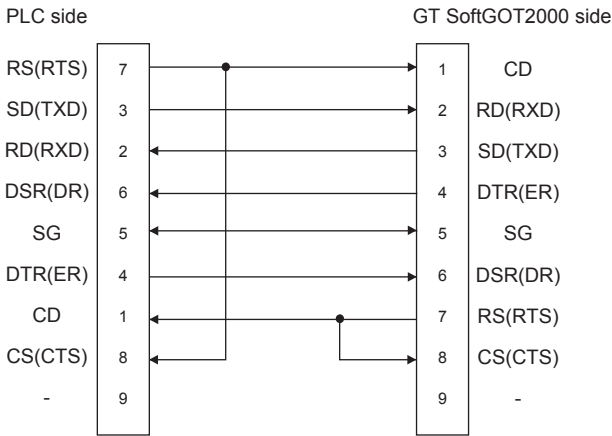 PLC side GT SoftGOT2000 side
RS(RTS) 7 1 CD
SD(TXD) 3 2 RD(RXD)
RD(RXD) 2 3 SD(TXD)
DSR(DR) 6 4 DTR(ER)
SG 5 5 SG
DTR(ER) 4 6 DSR(DR)
CD 1 7 RS(RTS)
CS(CTS) 8 8 CS(CTS)
- 9 9 -